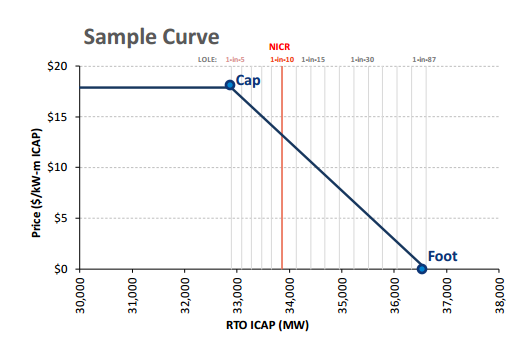 Sample Curve
NICR
LOLE: 1-in-5 1-in-10 1-in-15 1-in-30 1-in-87
$20
Cap
$15
$10
$5
Foot
$0
30,000 31,000 32,000 33,000 34,000 35,000 36,000 37,000 38,000
Price ($/kW-m ICAP)
RTO ICAP (MW)